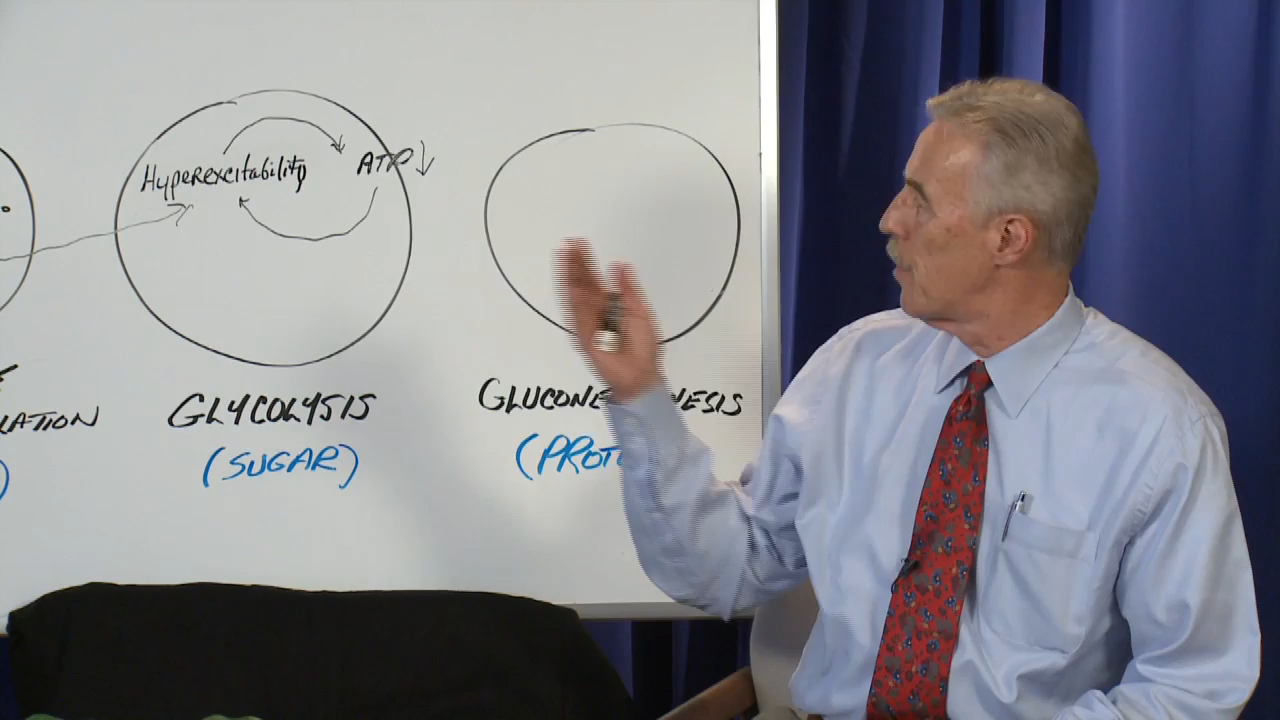 Hyperexcitability ATP↓
GLYCOLYSIS
(SUGAR)
LATION
)
GLUCONE NESIS
(PROT